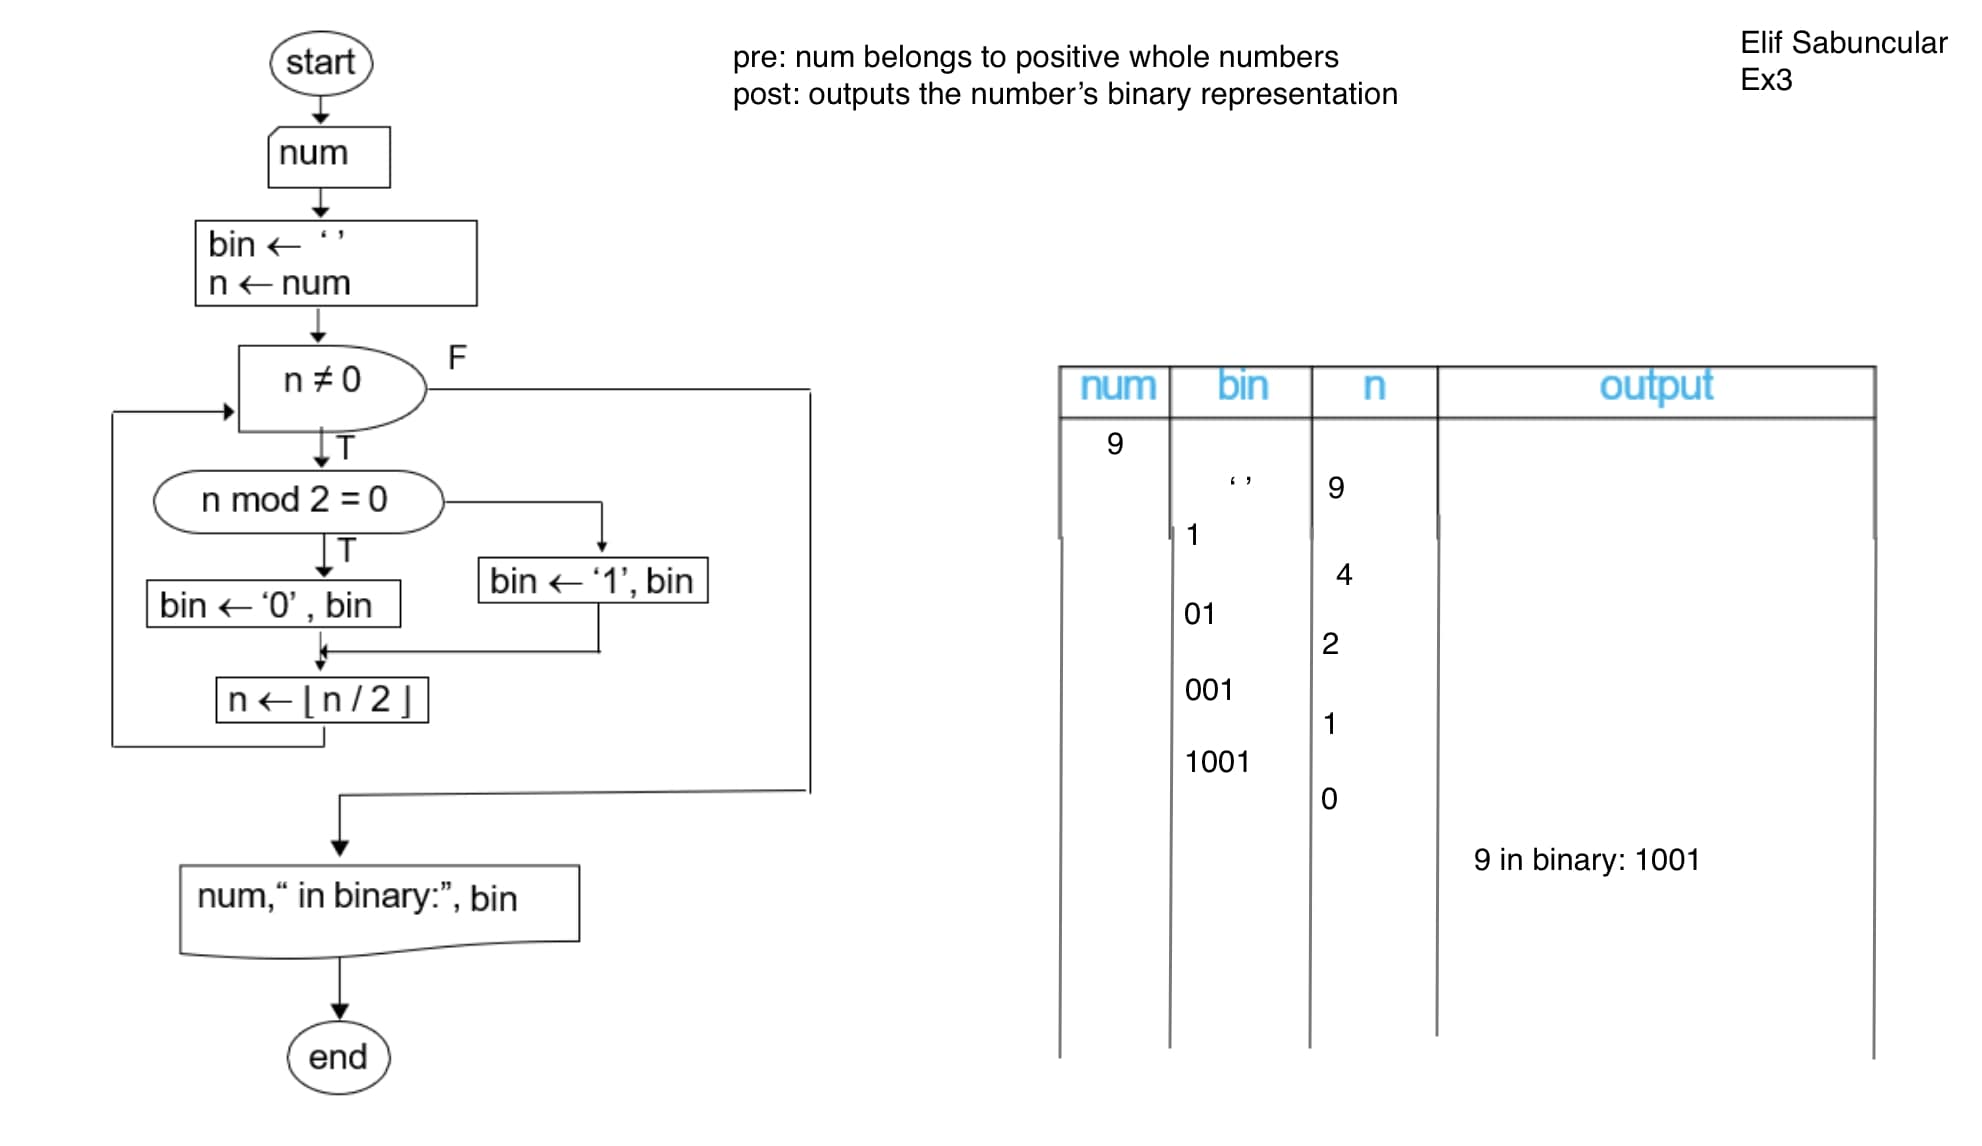 start
num
bin ← ‘ ’
n ← num
n ≠ 0
F
T
n mod 2 = 0
T
bin ← ‘0’ , bin
bin ← ‘1’, bin
n ← ⌊ n / 2 ⌋
num,“ in binary:”, bin
end
pre: num belongs to positive whole numbers
post: outputs the number’s binary representation
Elif Sabuncular
Ex3
num bin n output
9
‘ ’ 9
1
4
01
2
001
1
1001
0
9 in binary: 1001